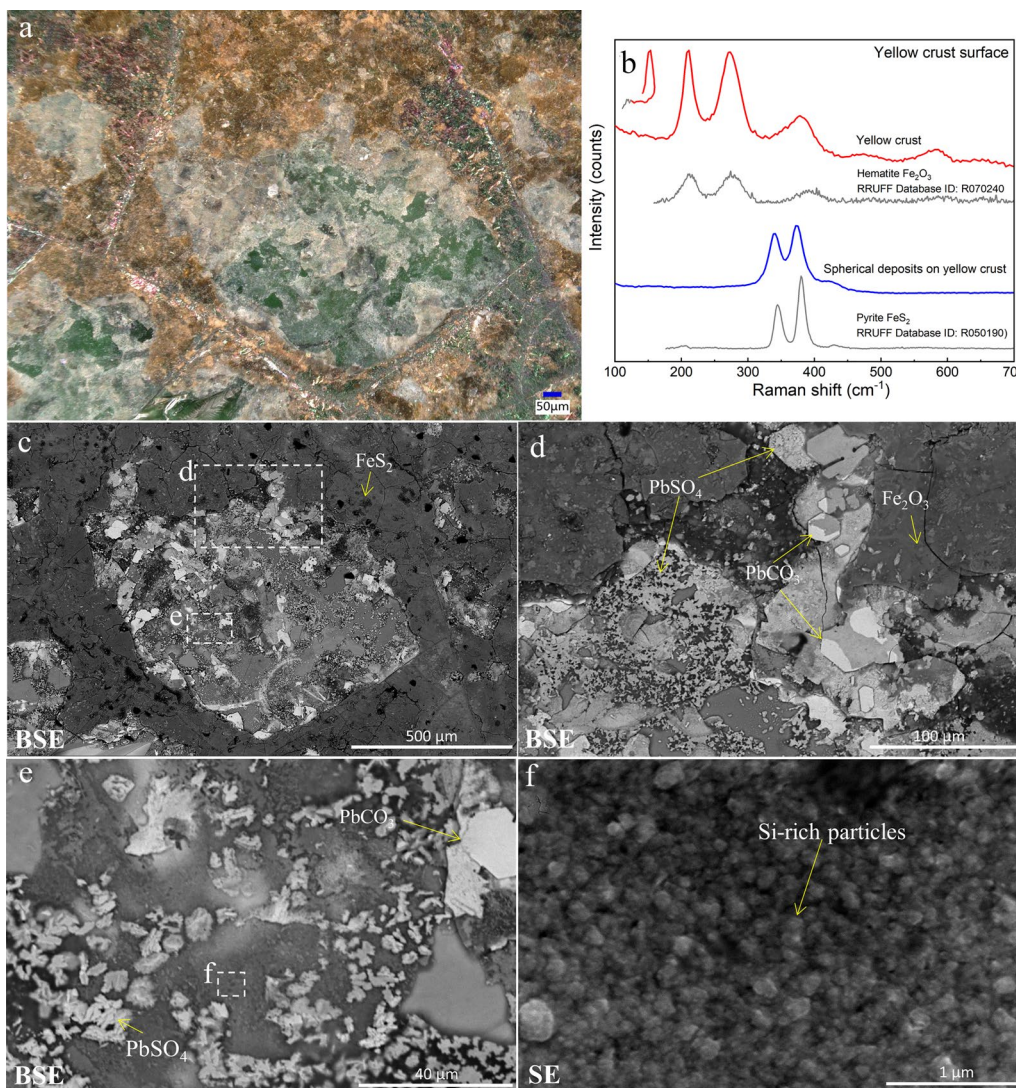 a
50μm
b
Yellow crust surface
Yellow crust
Hematite Fe₂O₃
RRUFF Database ID: R070240
Spherical deposits on yellow crust
Pyrite FeS₂
RRUFF Database ID: R050190)
Intensity (counts)
100 200 300 400 500 600 70
Raman shift (cm⁻¹)
c
d
FeS₂
e
BSE
500 μm
d
PbSO₄
Fe₂O₃
PbCO₃
BSE
100 μm
e
PbCO₃
f
PbSO₄
BSE
40 μm
f
Si-rich particles
SE
1 μm